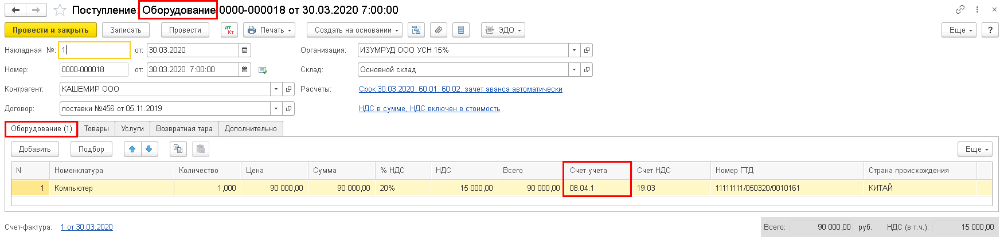 Поступление: Оборудование 0000-000018 от 30.03.2020 7:00:00
Провести и закрыть Записать Провести Дт Кт Печать Создать на основании ЭДО Еще ?
Накладная №: 1 от: 30.03.2020 Организация: ИЗУМРУД ООО УСН 15%
Номер: 0000-000018 от: 30.03.2020 7:00:00 Склад: Основной склад
Контрагент: КАШЕМИР ООО Расчеты: Срок 30.03.2020, 60.01, 60.02, зачет аванса автоматически
Договор: поставки №456 от 05.11.2019 НДС в сумме, НДС включен в стоимость
Оборудование (1) Товары Услуги Возвратная тара Дополнительно
Добавить Подбор Еще
N Номенклатура Количество Цена Сумма % НДС НДС Всего Счет учета Счет НДС Номер ГТД Страна происхождения
1 Компьютер 1,000 90 000,00 90 000,00 20% 15 000,00 90 000,00 08.04.1 19.03 11111111/050320/0010161 КИТАЙ
Счет-фактура: 1 от 30.03.2020 Всего: 90 000,00 руб. НДС (в т.ч.): 15 000,00